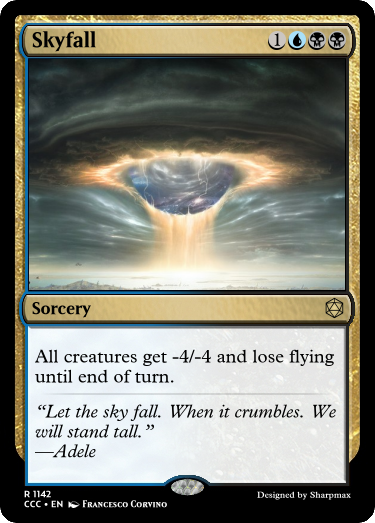 Skyfall 1
Sorcery
All creatures get -4/-4 and lose flying
until end of turn.
“Let the sky fall. When it crumbles. We
will stand tall.”
—Adele
R 1142
CCC • EN Francesco Corvino
Designed by Sharpmax